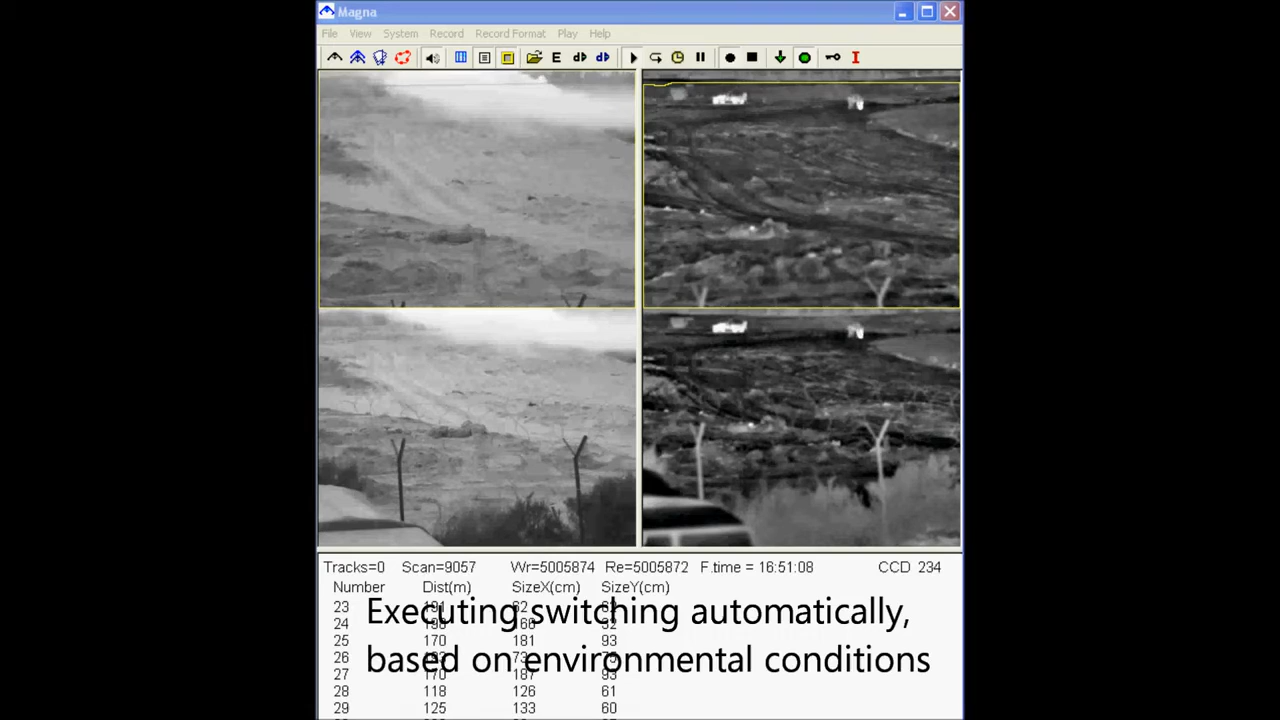 Magna
File View System Record Record Format Play Help
E
I
Tracks=0 Scan=9057 Wr=5005874 Re=5005872 F.time = 16:51:08 CCD 234
Number Dist(m) SizeX(cm) SizeY(cm)
23
Executing switching automatically,
24
25 170 181 93
26
based on environmental conditions
27 170 187 93
28 118 126 61
29 125 133 60